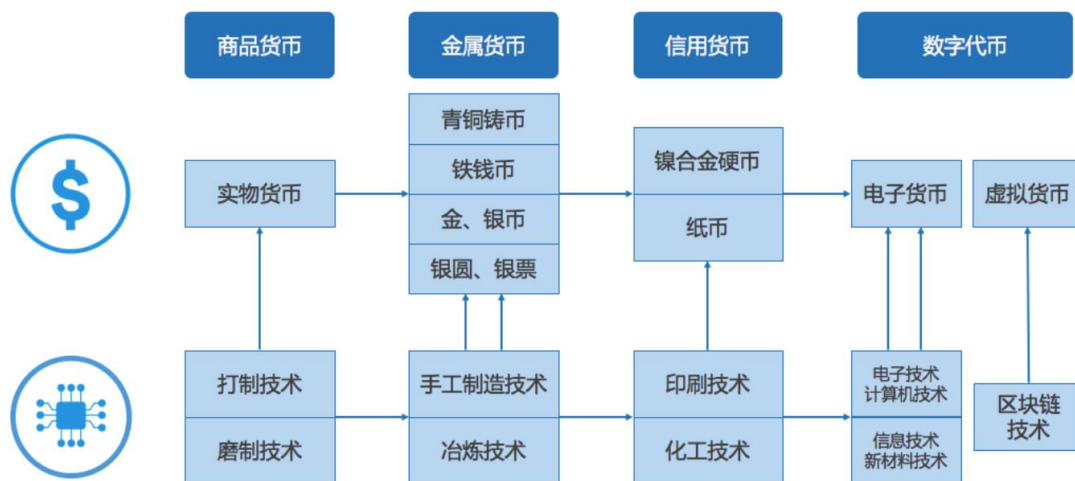 商品货币
金属货币
信用货币
数字代币
青铜铸币
铁钱币
金、银币
银圆、银票
实物货币
镍合金硬币
纸币
电子货币
虚拟货币
$
打制技术
磨制技术
手工制造技术
冶炼技术
印刷技术
化工技术
电子技术
计算机技术
信息技术
新材料技术
区块链
技术